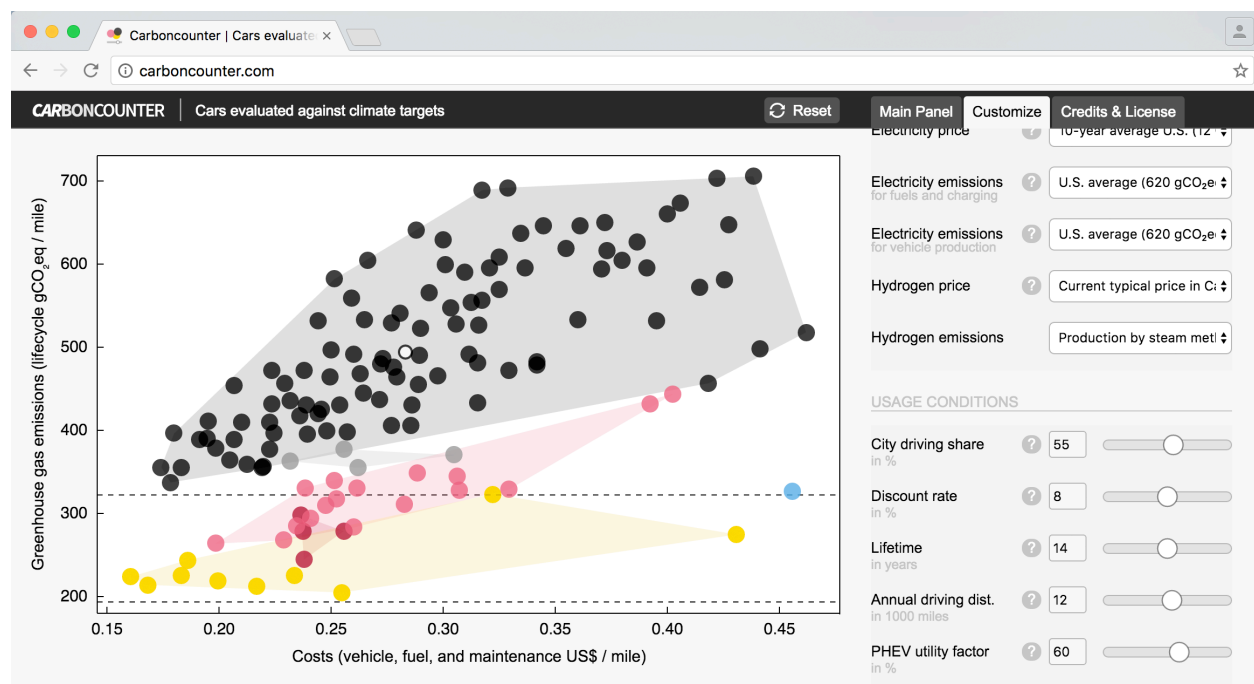 Carboncounter | Cars evaluate
carboncounter.com
CARBONCOUNTER Cars evaluated against climate targets Reset Main Panel Customize Credits & License
Electricity price ? 10-year average U.S. (12
Electricity emissions ? U.S. average (620 gCO₂e
for fuels and charging
Electricity emissions ? U.S. average (620 gCO₂e
for vehicle production
Hydrogen price ? Current typical price in Ca
Hydrogen emissions Production by steam met
USAGE CONDITIONS
City driving share ? 55
in %
Discount rate ? 8
in %
Lifetime ? 14
in years
Annual driving dist. ? 12
in 1000 miles
PHEV utility factor ? 60
in %
Greenhouse gas emissions (lifecycle gCO₂eq / mile)
700
600
500
400
300
200
0.15 0.20 0.25 0.30 0.35 0.40 0.45
Costs (vehicle, fuel, and maintenance US$ / mile)